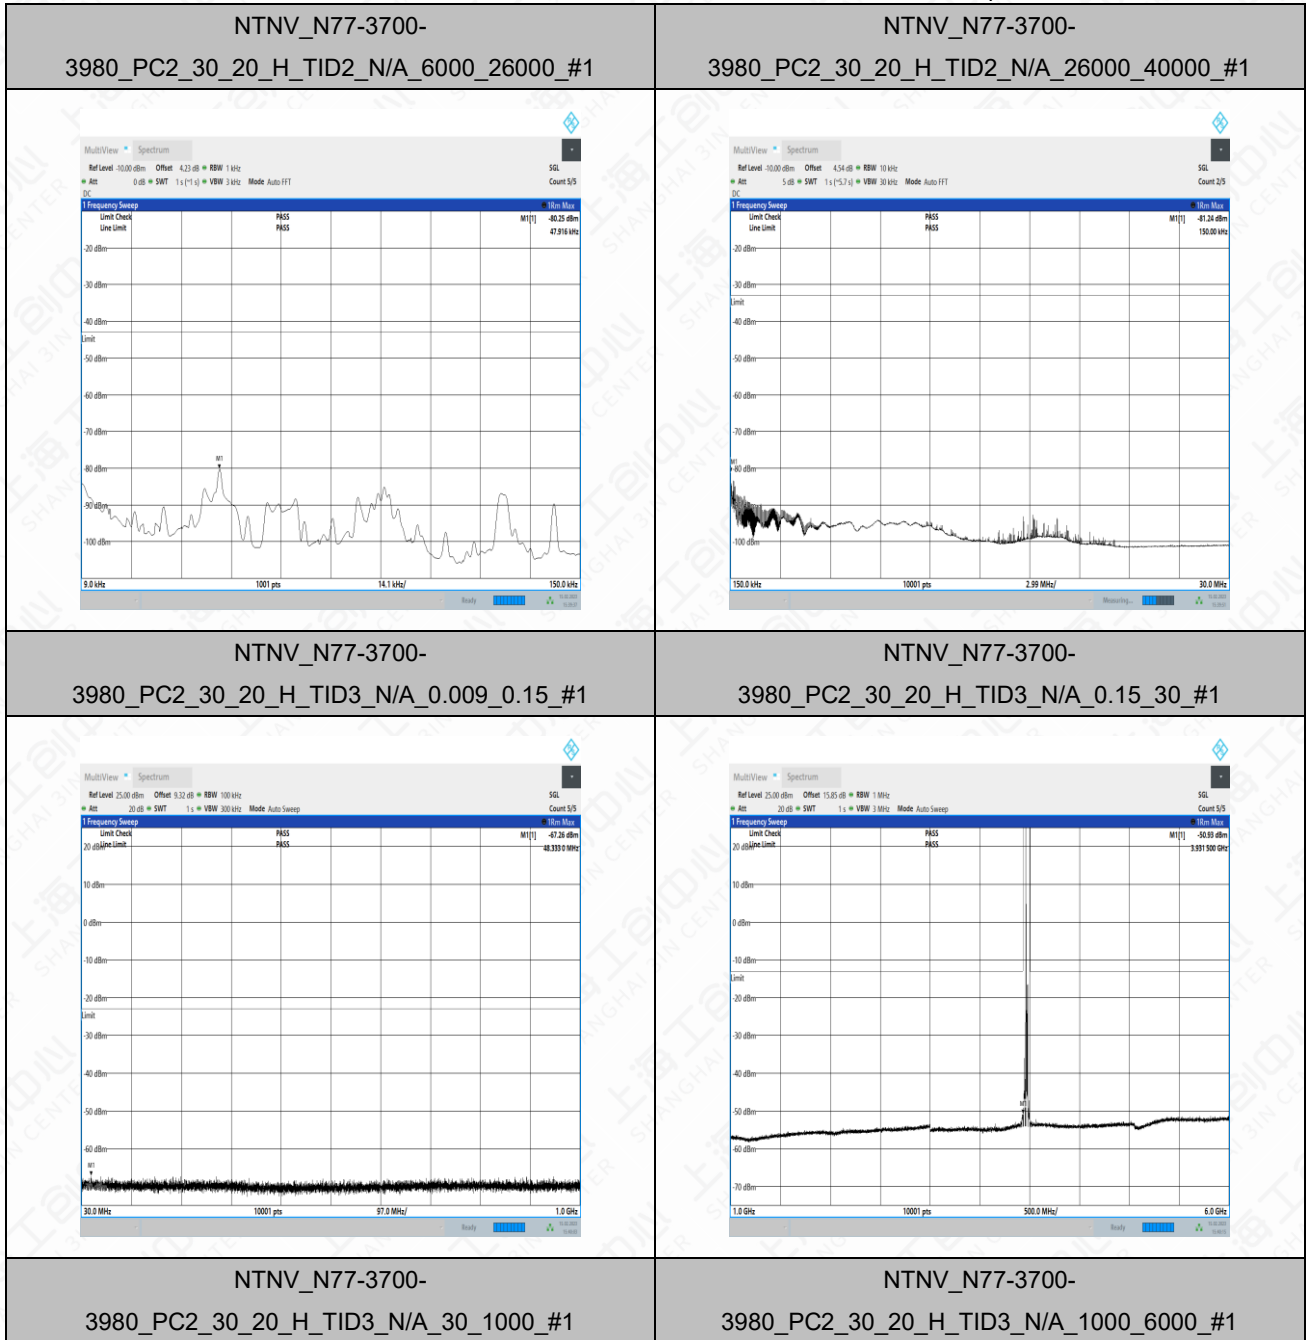 NTNV_N77-3700-
3980_PC2_30_20_H_TID2_N/A_6000_26000_#1
NTNV_N77-3700-
3980_PC2_30_20_H_TID2_N/A_26000_40000_#1
MultiView Spectrum
Ref Level -10.00 dBm Offset 4.23 dB RBW 1 kHz SGL
Att 0 dB SWT 1 s (~1 s) VBW 3 kHz Mode Auto FFT Count 5/5
DC
1 Frequency Sweep 1Rm Max
Limit Check PASS M1[1] -80.25 dBm
Line Limit PASS 47.916 kHz
-20 dBm
-30 dBm
-40 dBm
Limit
-50 dBm
-60 dBm
-70 dBm
M1
-80 dBm
-90 dBm
-100 dBm
9.0 kHz 1001 pts 14.1 kHz/ 150.0 kHz
Ready
MultiView Spectrum
Ref Level -10.00 dBm Offset 4.54 dB RBW 10 kHz SGL
Att 5 dB SWT 1 s (~5.7 s) VBW 30 kHz Mode Auto FFT Count 2/5
DC
1 Frequency Sweep 1Rm Max
Limit Check PASS M1[1] -81.24 dBm
Line Limit PASS 150.00 kHz
-20 dBm
-30 dBm
Limit
-40 dBm
-50 dBm
-60 dBm
-70 dBm
M1
-80 dBm
-90 dBm
-100 dBm
150.0 kHz 10001 pts 2.99 MHz/ 30.0 MHz
Measuring...
NTNV_N77-3700-
3980_PC2_30_20_H_TID3_N/A_0.009_0.15_#1
NTNV_N77-3700-
3980_PC2_30_20_H_TID3_N/A_0.15_30_#1
MultiView Spectrum
Ref Level 25.00 dBm Offset 9.32 dB RBW 100 kHz SGL
Att 20 dB SWT 1 s VBW 300 kHz Mode Auto Sweep Count 5/5
1 Frequency Sweep 1Rm Max
Limit Check PASS M1[1] -67.26 dBm
20 dBm Line Limit PASS 48.333 0 MHz
10 dBm
0 dBm
-10 dBm
-20 dBm
Limit
-30 dBm
-40 dBm
-50 dBm
-60 dBm
M1
30.0 MHz 10001 pts 97.0 MHz/ 1.0 GHz
Ready
MultiView Spectrum
Ref Level 25.00 dBm Offset 15.85 dB RBW 1 MHz SGL
Att 20 dB SWT 1 s VBW 3 MHz Mode Auto Sweep Count 5/5
1 Frequency Sweep 1Rm Max
Limit Check PASS M1[1] -50.93 dBm
20 dBm Line Limit PASS 3.931 500 GHz
10 dBm
0 dBm
-10 dBm
Limit
-20 dBm
-30 dBm
-40 dBm
M1
-50 dBm
-60 dBm
-70 dBm
1.0 GHz 10001 pts 500.0 MHz/ 6.0 GHz
Ready
NTNV_N77-3700-
3980_PC2_30_20_H_TID3_N/A_30_1000_#1
NTNV_N77-3700-
3980_PC2_30_20_H_TID3_N/A_1000_6000_#1